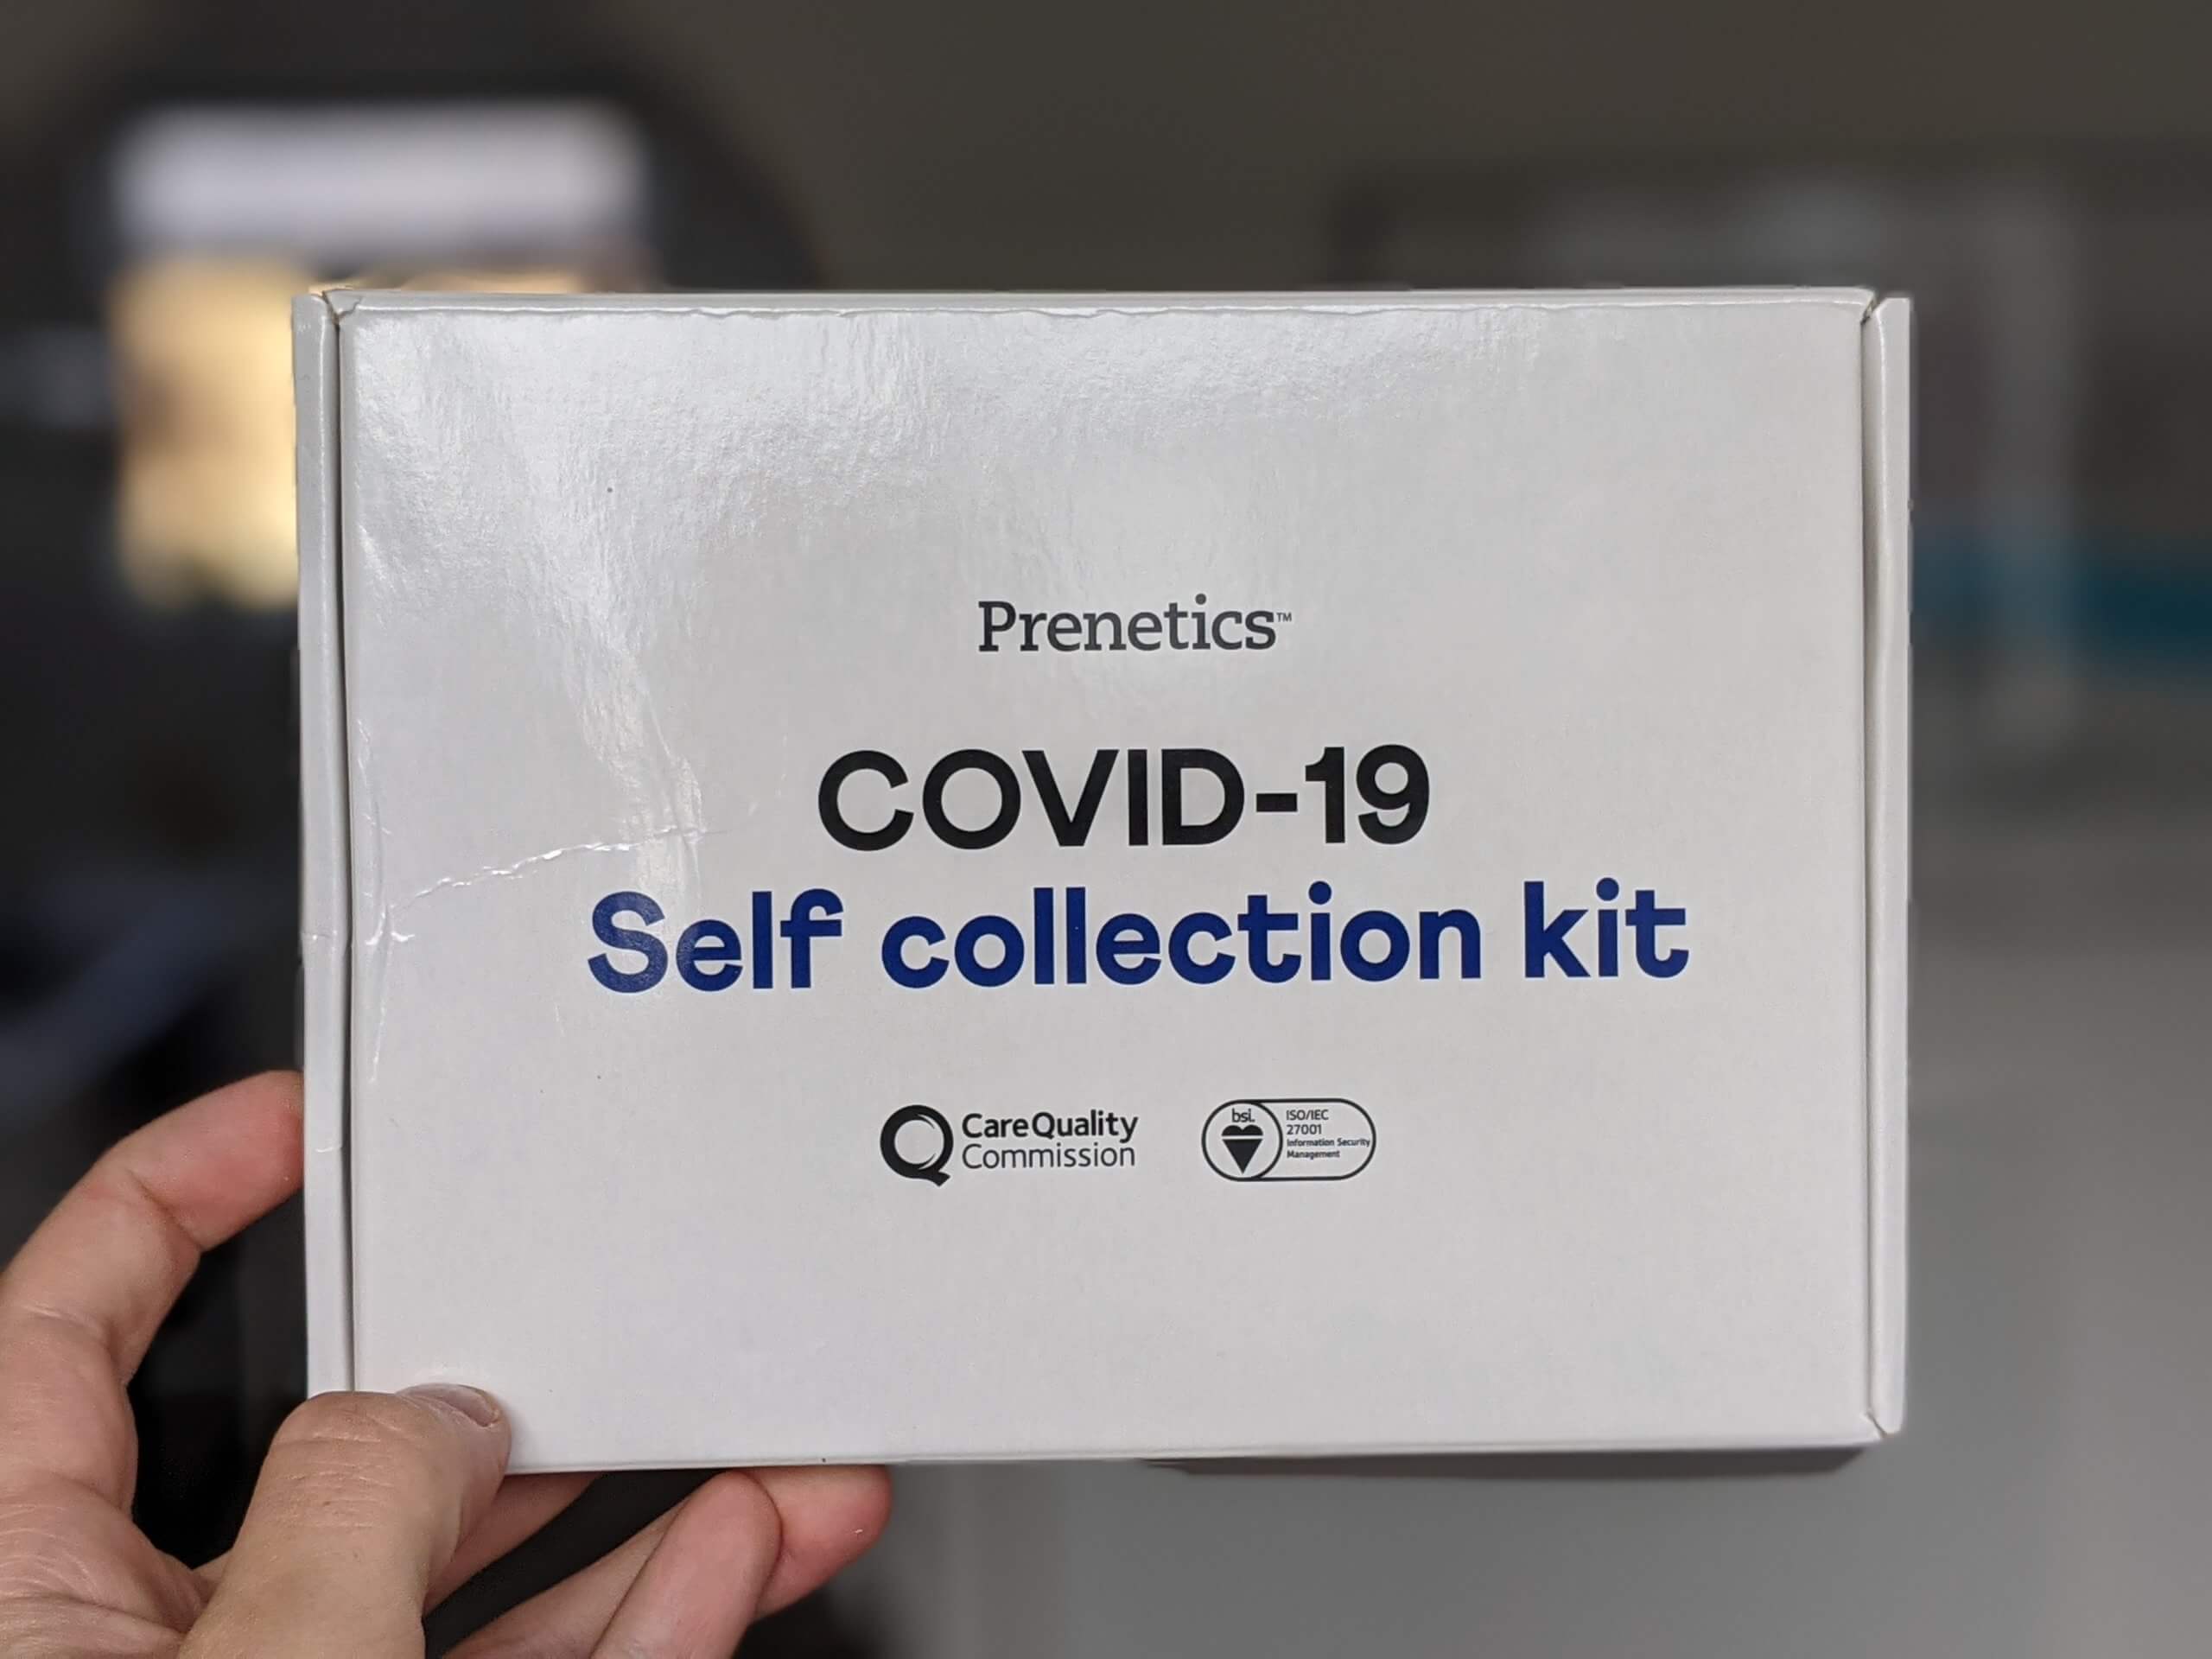 Prenetics™
COVID-19
Self collection kit
CareQuality
Commission
bsi.
ISO/IEC
27001
Information Security
Management